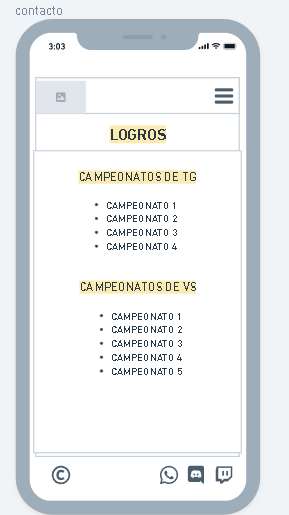 contacto
3:03
LOGROS
CAMPEONATOS DE TG
• CAMPEONATO 1
• CAMPEONATO 2
• CAMPEONATO 3
• CAMPEONATO 4
CAMPEONATOS DE VS
• CAMPEONATO 1
• CAMPEONATO 2
• CAMPEONATO 3
• CAMPEONATO 4
• CAMPEONATO 5
©